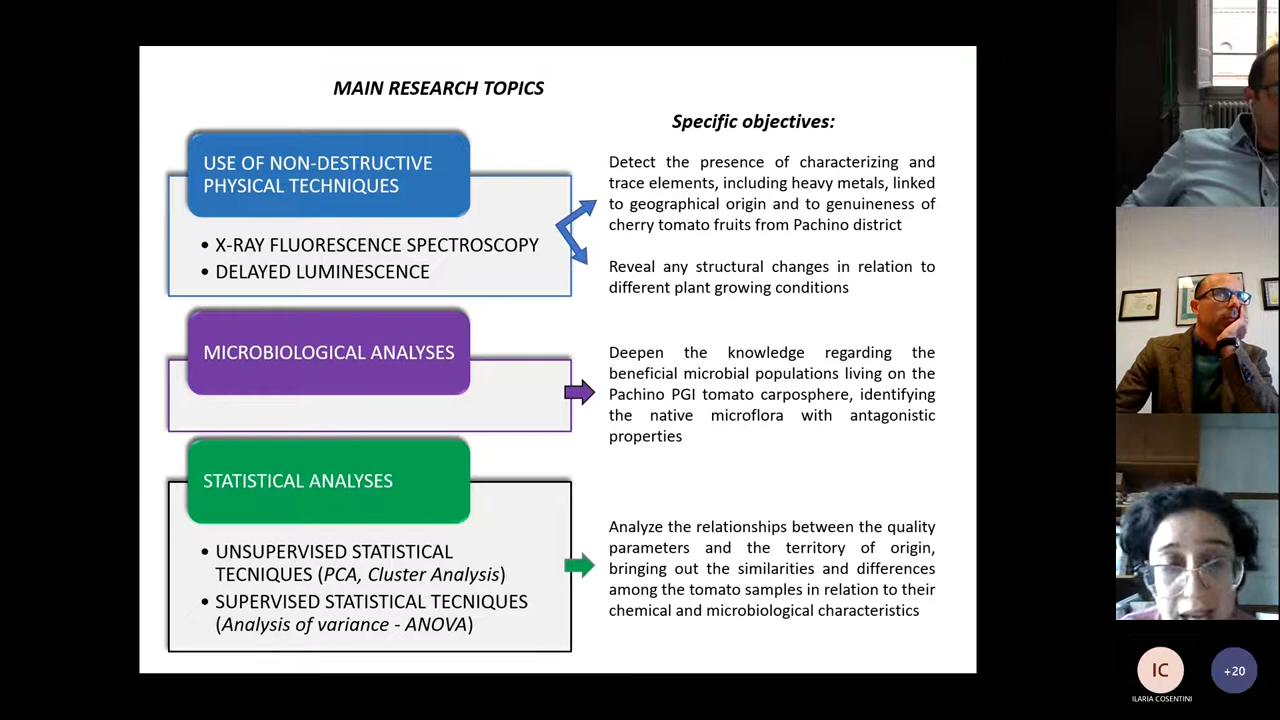 MAIN RESEARCH TOPICS
Specific objectives:
USE OF NON-DESTRUCTIVE
PHYSICAL TECHNIQUES
• X-RAY FLUORESCENCE SPECTROSCOPY
• DELAYED LUMINESCENCE
Detect the presence of characterizing and
trace elements, including heavy metals, linked
to geographical origin and to genuineness of
cherry tomato fruits from Pachino district
Reveal any structural changes in relation to
different plant growing conditions
MICROBIOLOGICAL ANALYSES
Deepen the knowledge regarding the
beneficial microbial populations living on the
Pachino PGI tomato carposphere, identifying
the native microflora with antagonistic
properties
STATISTICAL ANALYSES
• UNSUPERVISED STATISTICAL
TECNIQUES (PCA, Cluster Analysis)
• SUPERVISED STATISTICAL TECNIQUES
(Analysis of variance - ANOVA)
Analyze the relationships between the quality
parameters and the territory of origin,
bringing out the similarities and differences
among the tomato samples in relation to their
chemical and microbiological characteristics
IC
+20
ILARIA COSENTINI